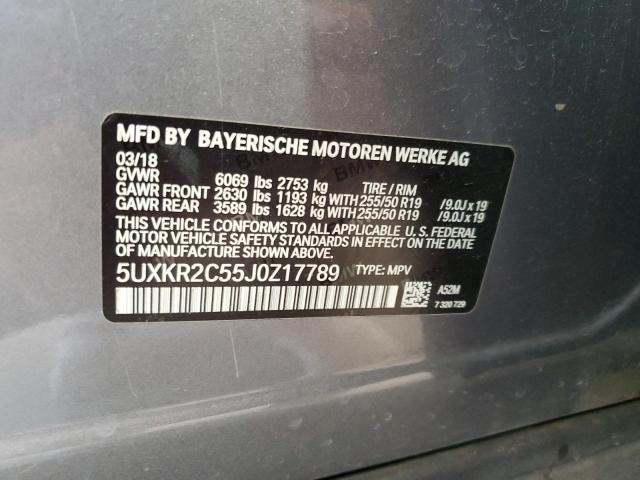 MFD BY BAYERISCHE MOTOREN WERKE AG
03/18
GVWR 6069 lbs 2753 kg TIRE / RIM
GAWR FRONT 2630 lbs 1193 kg WITH 255/50 R19 /9.0J x 19
GAWR REAR 3589 lbs 1628 kg WITH 255/50 R19 /9.0J x 19
THIS VEHICLE CONFORMS TO ALL APPLICABLE U. S. FEDERAL
MOTOR VEHICLE SAFETY STANDARDS IN EFFECT ON THE DATE
OF MANUFACTURE SHOWN ABOVE.
5UXKR2C55J0Z17789 TYPE: MPV
A52M
7 320 729